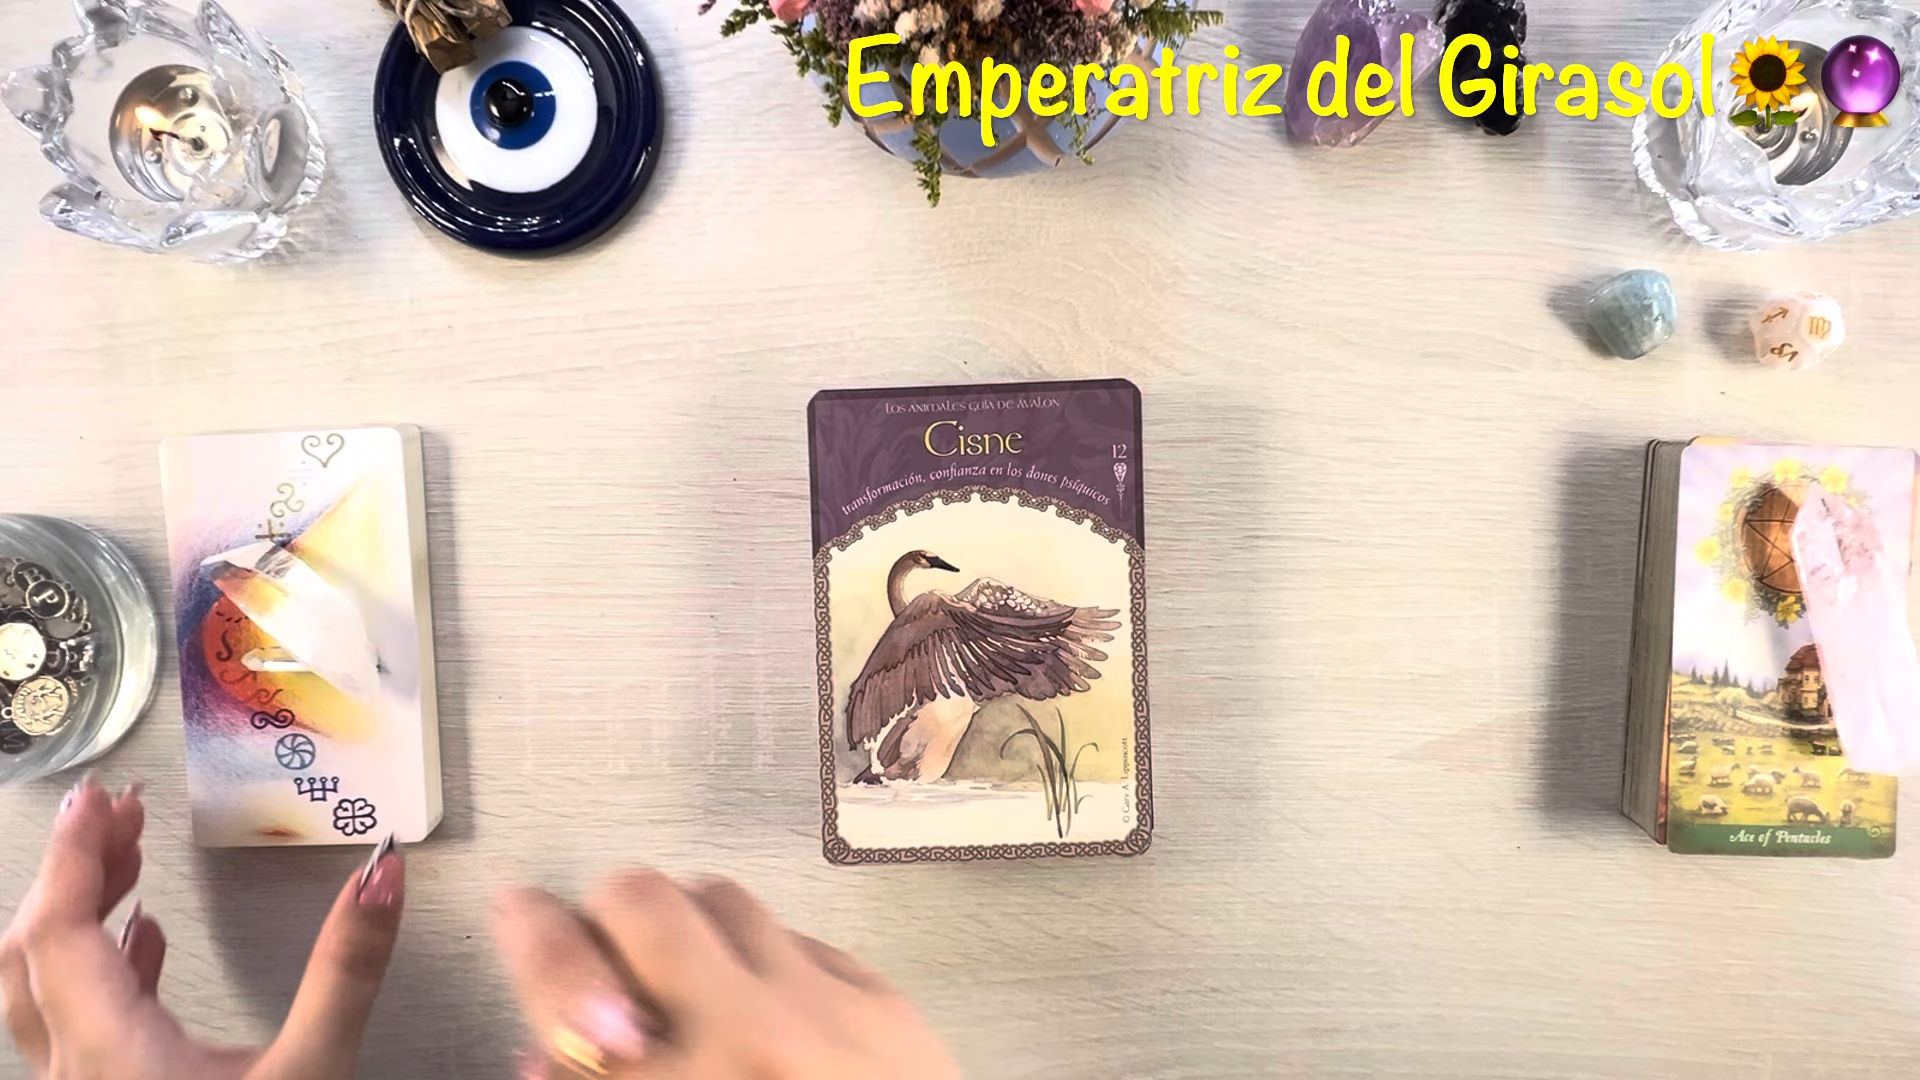 Emperatriz del Girasol🌻🔮
LOS ANIMALES GUÍA DE AVALON
Cisne
12
transformación, confianza en los dones psíquicos
© Gary A. Lippincott
P
Ace of Pentacles